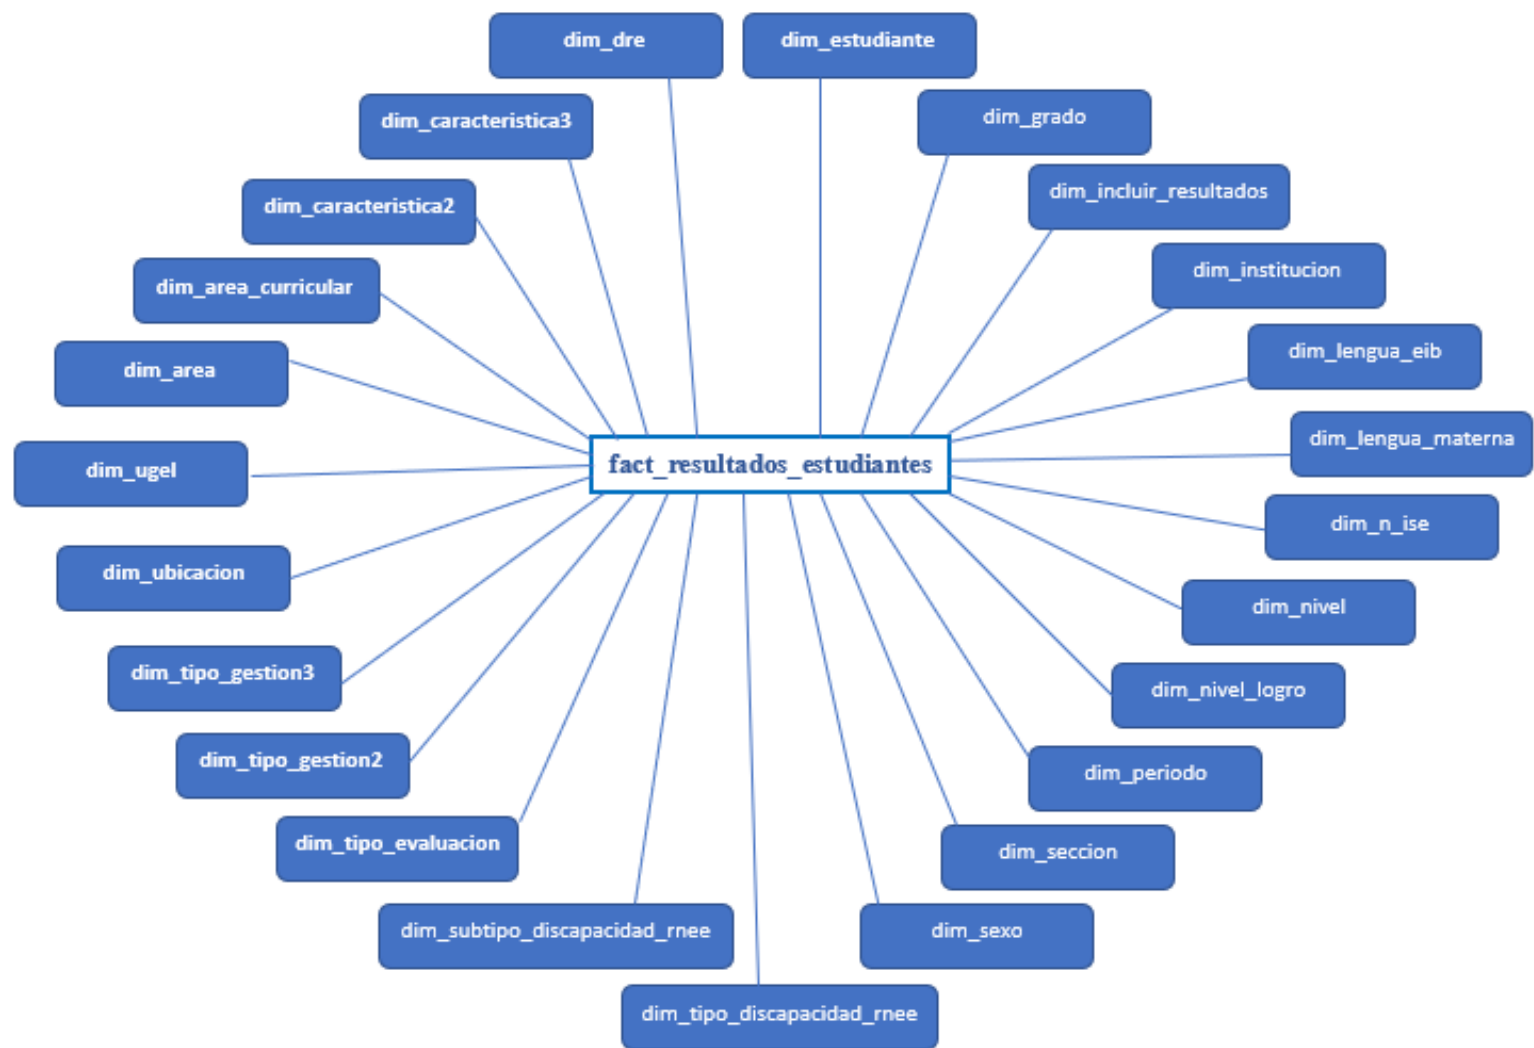 dim_dre
dim_estudiante
dim_caracteristica3
dim_grado
dim_caracteristica2
dim_incluir_resultados
dim_area_curricular
dim_institucion
dim_area
dim_lengua_eib
dim_ugel
fact_resultados_estudiantes
dim_lengua_materna
dim_n_ise
dim_ubicacion
dim_nivel
dim_tipo_gestion3
dim_nivel_logro
dim_tipo_gestion2
dim_periodo
dim_tipo_evaluacion
dim_seccion
dim_subtipo_discapacidad_rnee
dim_sexo
dim_tipo_discapacidad_rnee